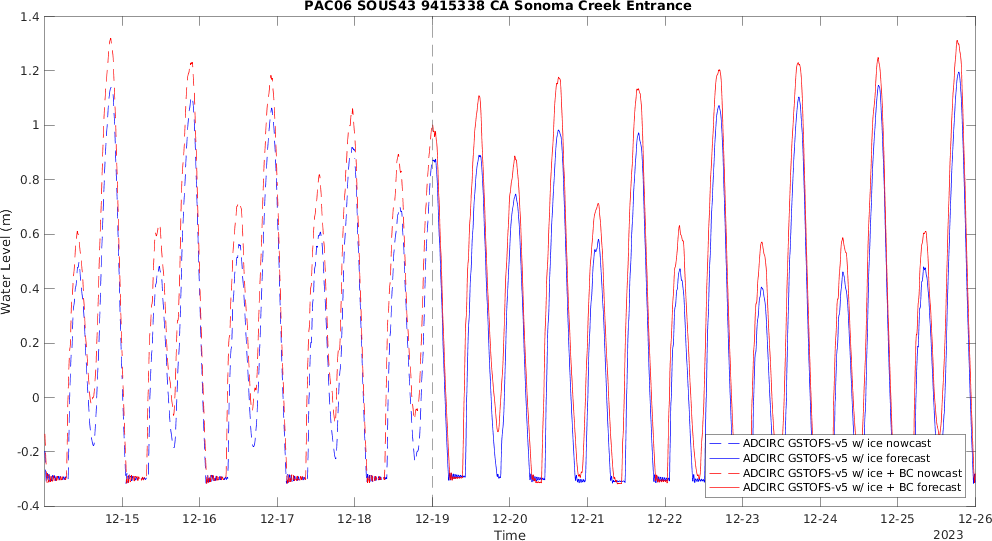 PAC06 SOUS43 9415338 CA Sonoma Creek Entrance
1.4
1.2
1
0.8
0.6
0.4
0.2
0
-0.2
-0.4
Water Level (m)
ADCIRC GSTOFS-v5 w/ ice nowcast
ADCIRC GSTOFS-v5 w/ ice forecast
ADCIRC GSTOFS-v5 w/ ice + BC nowcast
ADCIRC GSTOFS-v5 w/ ice + BC forecast
12-15 12-16 12-17 12-18 12-19 12-20 12-21 12-22 12-23 12-24 12-25 12-26
Time
2023